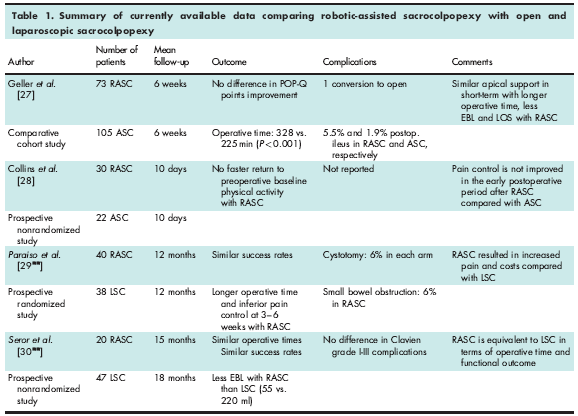 Table 1. Summary of currently available data comparing robotic-assisted sacrocolpopexy with open and
laparoscopic sacrocolpopexy
Author Number of patients Mean follow-up Outcome Complications Comments
Geller et al. [27] 73 RASC 6 weeks No difference in POP-Q points improvement 1 conversion to open Similar apical support in short-term with longer operative time, less EBL and LOS with RASC
Comparative cohort study 105 ASC 6 weeks Operative time: 328 vs. 225 min (P < 0.001) 5.5% and 1.9% postop. ileus in RASC and ASC, respectively
Collins et al. [28] 30 RASC 10 days No faster return to preoperative baseline physical activity with RASC Not reported Pain control is not improved in the early postoperative period after RASC compared with ASC
Prospective nonrandomized study 22 ASC 10 days
Paraiso et al. [29▪▪] 40 RASC 12 months Similar success rates Cystotomy: 6% in each arm RASC resulted in increased pain and costs compared with LSC
Prospective randomized study 38 LSC 12 months Longer operative time and inferior pain control at 3–6 weeks with RASC Small bowel obstruction: 6% in RASC
Seror et al. [30▪▪] 20 RASC 15 months Similar operative times Similar success rates No difference in Clavien grade I-III complications RASC is equivalent to LSC in terms of operative time and functional outcome
Prospective nonrandomized study 47 LSC 18 months Less EBL with RASC than LSC (55 vs. 220 ml)